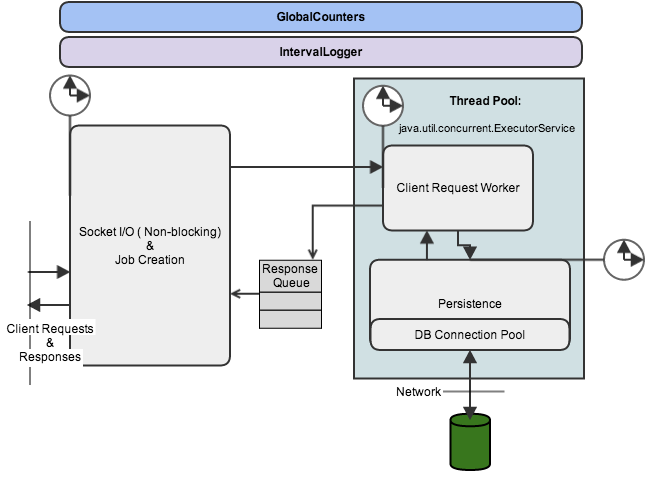 GlobalCounters
IntervalLogger
Thread Pool:
java.util.concurrent.ExecutorService
Client Request Worker
Socket I/O ( Non-blocking)
&
Job Creation
Response
Queue
Persistence
DB Connection Pool
Client Requests
&
Responses
Network